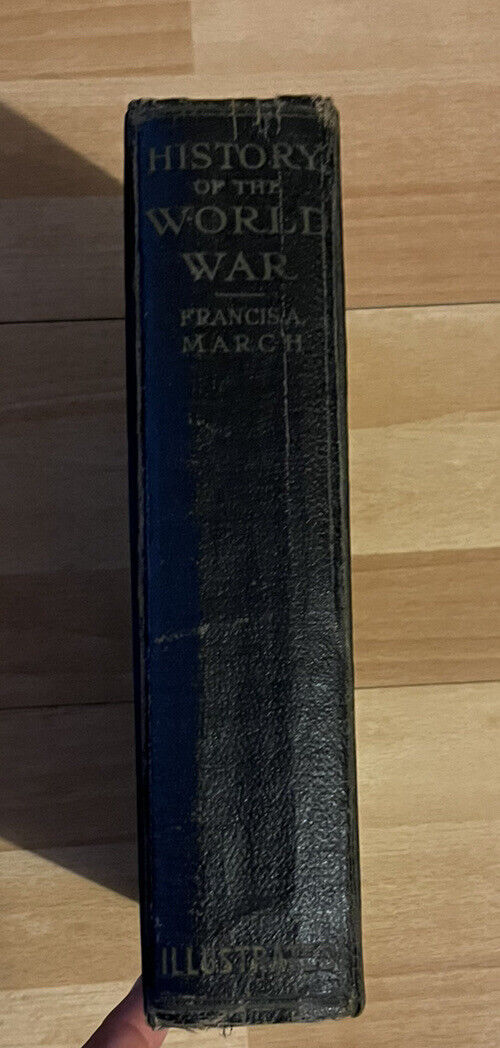 HISTORY
OF THE
WORLD
WAR
FRANCIS A.
MARCH
ILLUSTRATED